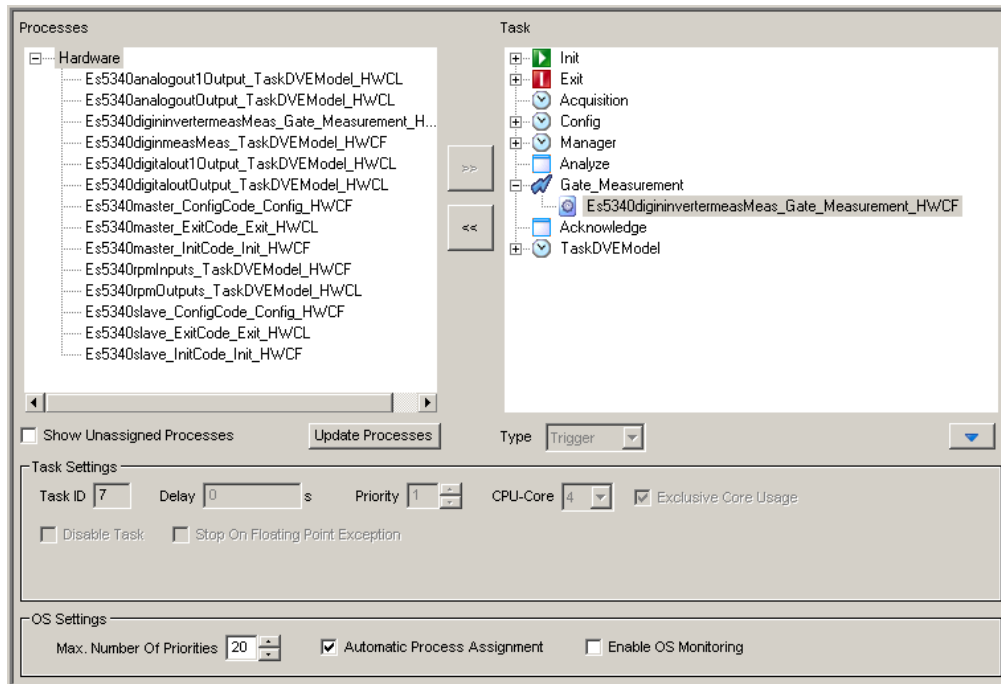 Processes
Hardware
Es5340analogout1Output_TaskDVEModel_HWCL
Es5340analogoutOutput_TaskDVEModel_HWCL
Es5340digininvertermeasMeas_Gate_Measurement_H...
Es5340diginmeasMeas_TaskDVEModel_HWCF
Es5340digitalout1Output_TaskDVEModel_HWCL
Es5340digitaloutOutput_TaskDVEModel_HWCL
Es5340master_ConfigCode_Config_HWCF
Es5340master_ExitCode_Exit_HWCL
Es5340master_InitCode_Init_HWCF
Es5340rpmInputs_TaskDVEModel_HWCF
Es5340rpmOutputs_TaskDVEModel_HWCL
Es5340slave_ConfigCode_Config_HWCF
Es5340slave_ExitCode_Exit_HWCL
Es5340slave_InitCode_Init_HWCF
Show Unassigned Processes
Update Processes
>>
<<
Task
Init
Exit
Acquisition
Config
Manager
Analyze
Gate_Measurement
Es5340digininvertermeasMeas_Gate_Measurement_HWCF
Acknowledge
TaskDVEModel
Type Trigger
Task Settings
Task ID 7 Delay 0 s Priority 1 CPU-Core 4 Exclusive Core Usage
Disable Task Stop On Floating Point Exception
OS Settings
Max. Number Of Priorities 20 Automatic Process Assignment Enable OS Monitoring